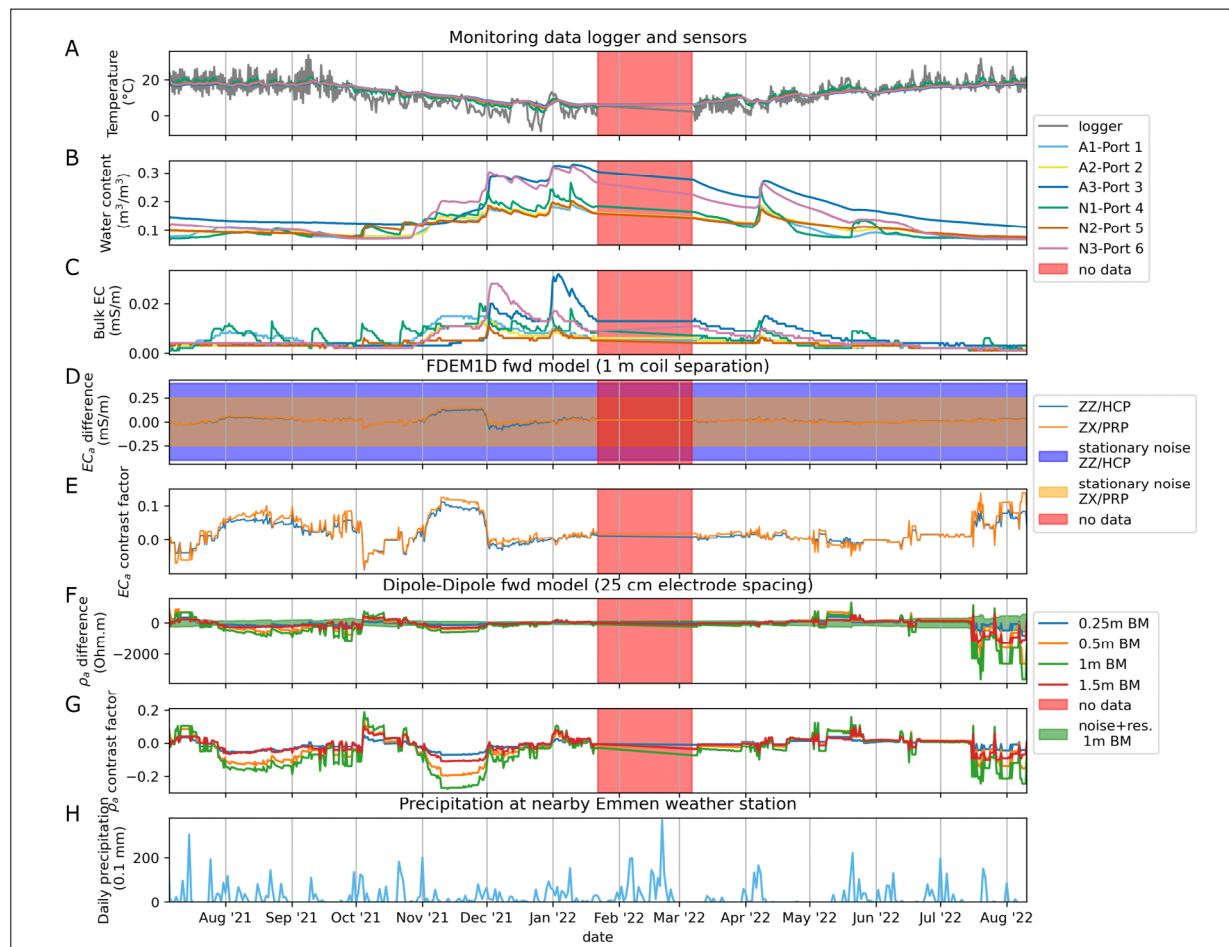 A
Monitoring data logger and sensors
Temperature
(°C)
20
0
B
Water content
(m³/m³)
0.3
0.2
0.1
logger
A1-Port 1
A2-Port 2
A3-Port 3
N1-Port 4
N2-Port 5
N3-Port 6
no data
C
Bulk EC
(mS/m)
0.02
0.00
D
FDEM1D fwd model (1 m coil separation)
ECa difference
(mS/m)
0.25
0.00
−0.25
ZZ/HCP
ZX/PRP
stationary noise
ZZ/HCP
stationary noise
ZX/PRP
no data
E
ECa contrast factor
0.1
0.0
F
Dipole-Dipole fwd model (25 cm electrode spacing)
ρa difference
(Ohm.m)
0
−2000
0.25m BM
0.5m BM
1m BM
1.5m BM
no data
noise+res.
1m BM
G
ρa contrast factor
0.2
0.0
−0.2
H
Precipitation at nearby Emmen weather station
Daily precipitation
(0.1 mm)
200
0
Aug '21 Sep '21 Oct '21 Nov '21 Dec '21 Jan '22 Feb '22 Mar '22 Apr '22 May '22 Jun '22 Jul '22 Aug '22
date